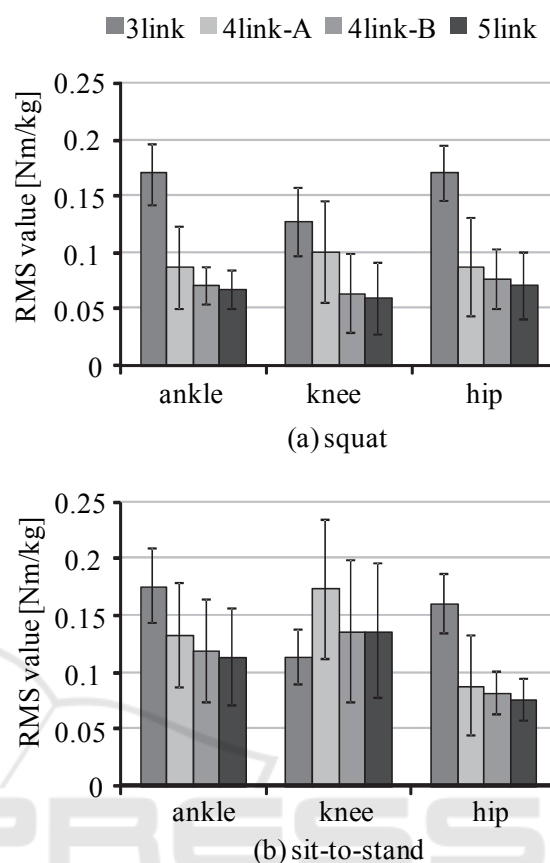 3link 4link-A 4link-B 5link
RMS value [Nm/kg]
0.25
0.2
0.15
0.1
0.05
0
ankle knee hip
(a) squat
RMS value [Nm/kg]
0.25
0.2
0.15
0.1
0.05
0
ankle knee hip
(b) sit-to-stand
PRESS